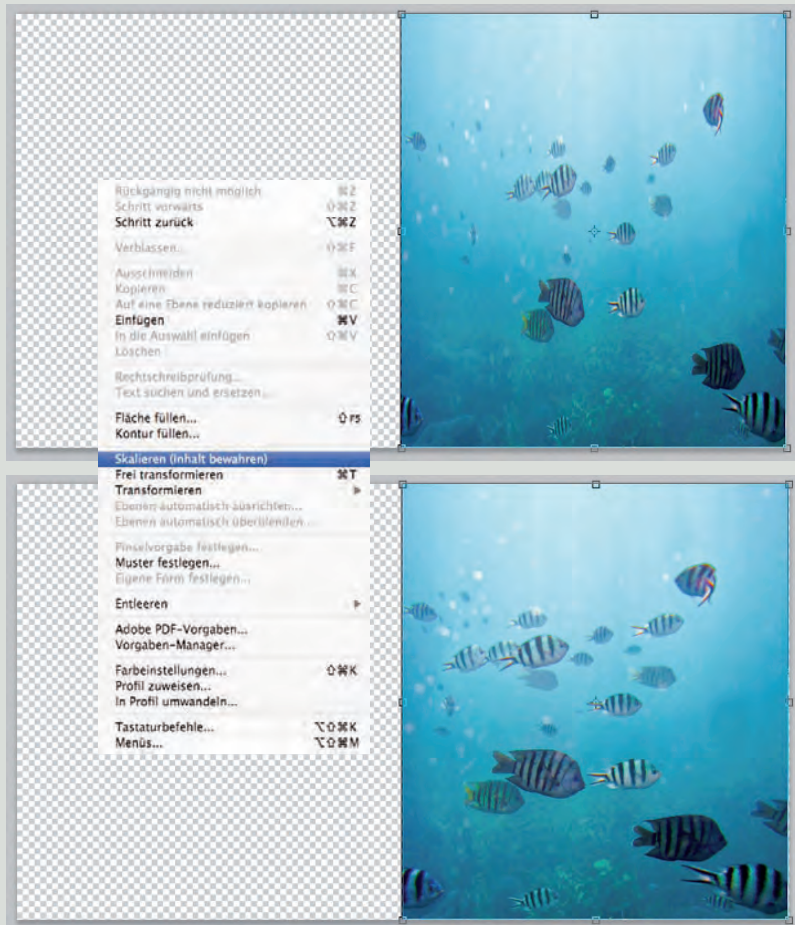 Rückgängig nicht möglich ⌘Z
Schritt vorwärts ⇧⌘Z
Schritt zurück ⌥⌘Z
Verblassen... ⇧⌘F
Ausschneiden ⌘X
Kopieren ⌘C
Auf eine Ebene reduziert kopieren ⇧⌘C
Einfügen ⌘V
In die Auswahl einfügen ⇧⌘V
Löschen
Rechtschreibprüfung...
Text suchen und ersetzen...
Fläche füllen... ⇧F5
Kontur füllen...
Skalieren (Inhalt bewahren)
Frei transformieren ⌘T
Transformieren ▶
Ebenen automatisch ausrichten...
Ebenen automatisch überblenden...
Pinselvorgabe festlegen...
Muster festlegen...
Eigene Form festlegen...
Entleeren ▶
Adobe PDF-Vorgaben...
Vorgaben-Manager...
Farbeinstellungen... ⇧⌘K
Profil zuweisen...
In Profil umwandeln...
Tastaturbefehle... ⌥⇧⌘K
Menüs... ⌥⇧⌘M